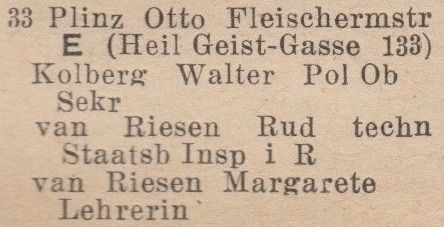 33 Plinz Otto Fleischermstr
E (Heil Geist-Gasse 133)
Kolberg Walter Pol Ob
Sekr
van Riesen Rud techn
Staatsb Insp i R
van Riesen Margarete
Lehrerin